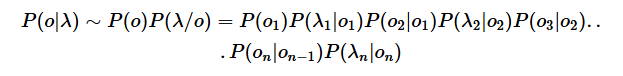 P(o|λ) ∼ P(o)P(λ/o) = P(o₁)P(λ₁|o₁)P(o₂|o₁)P(λ₂|o₂)P(o₃|o₂). .
. P(oₙ|oₙ₋₁)P(λₙ|oₙ)